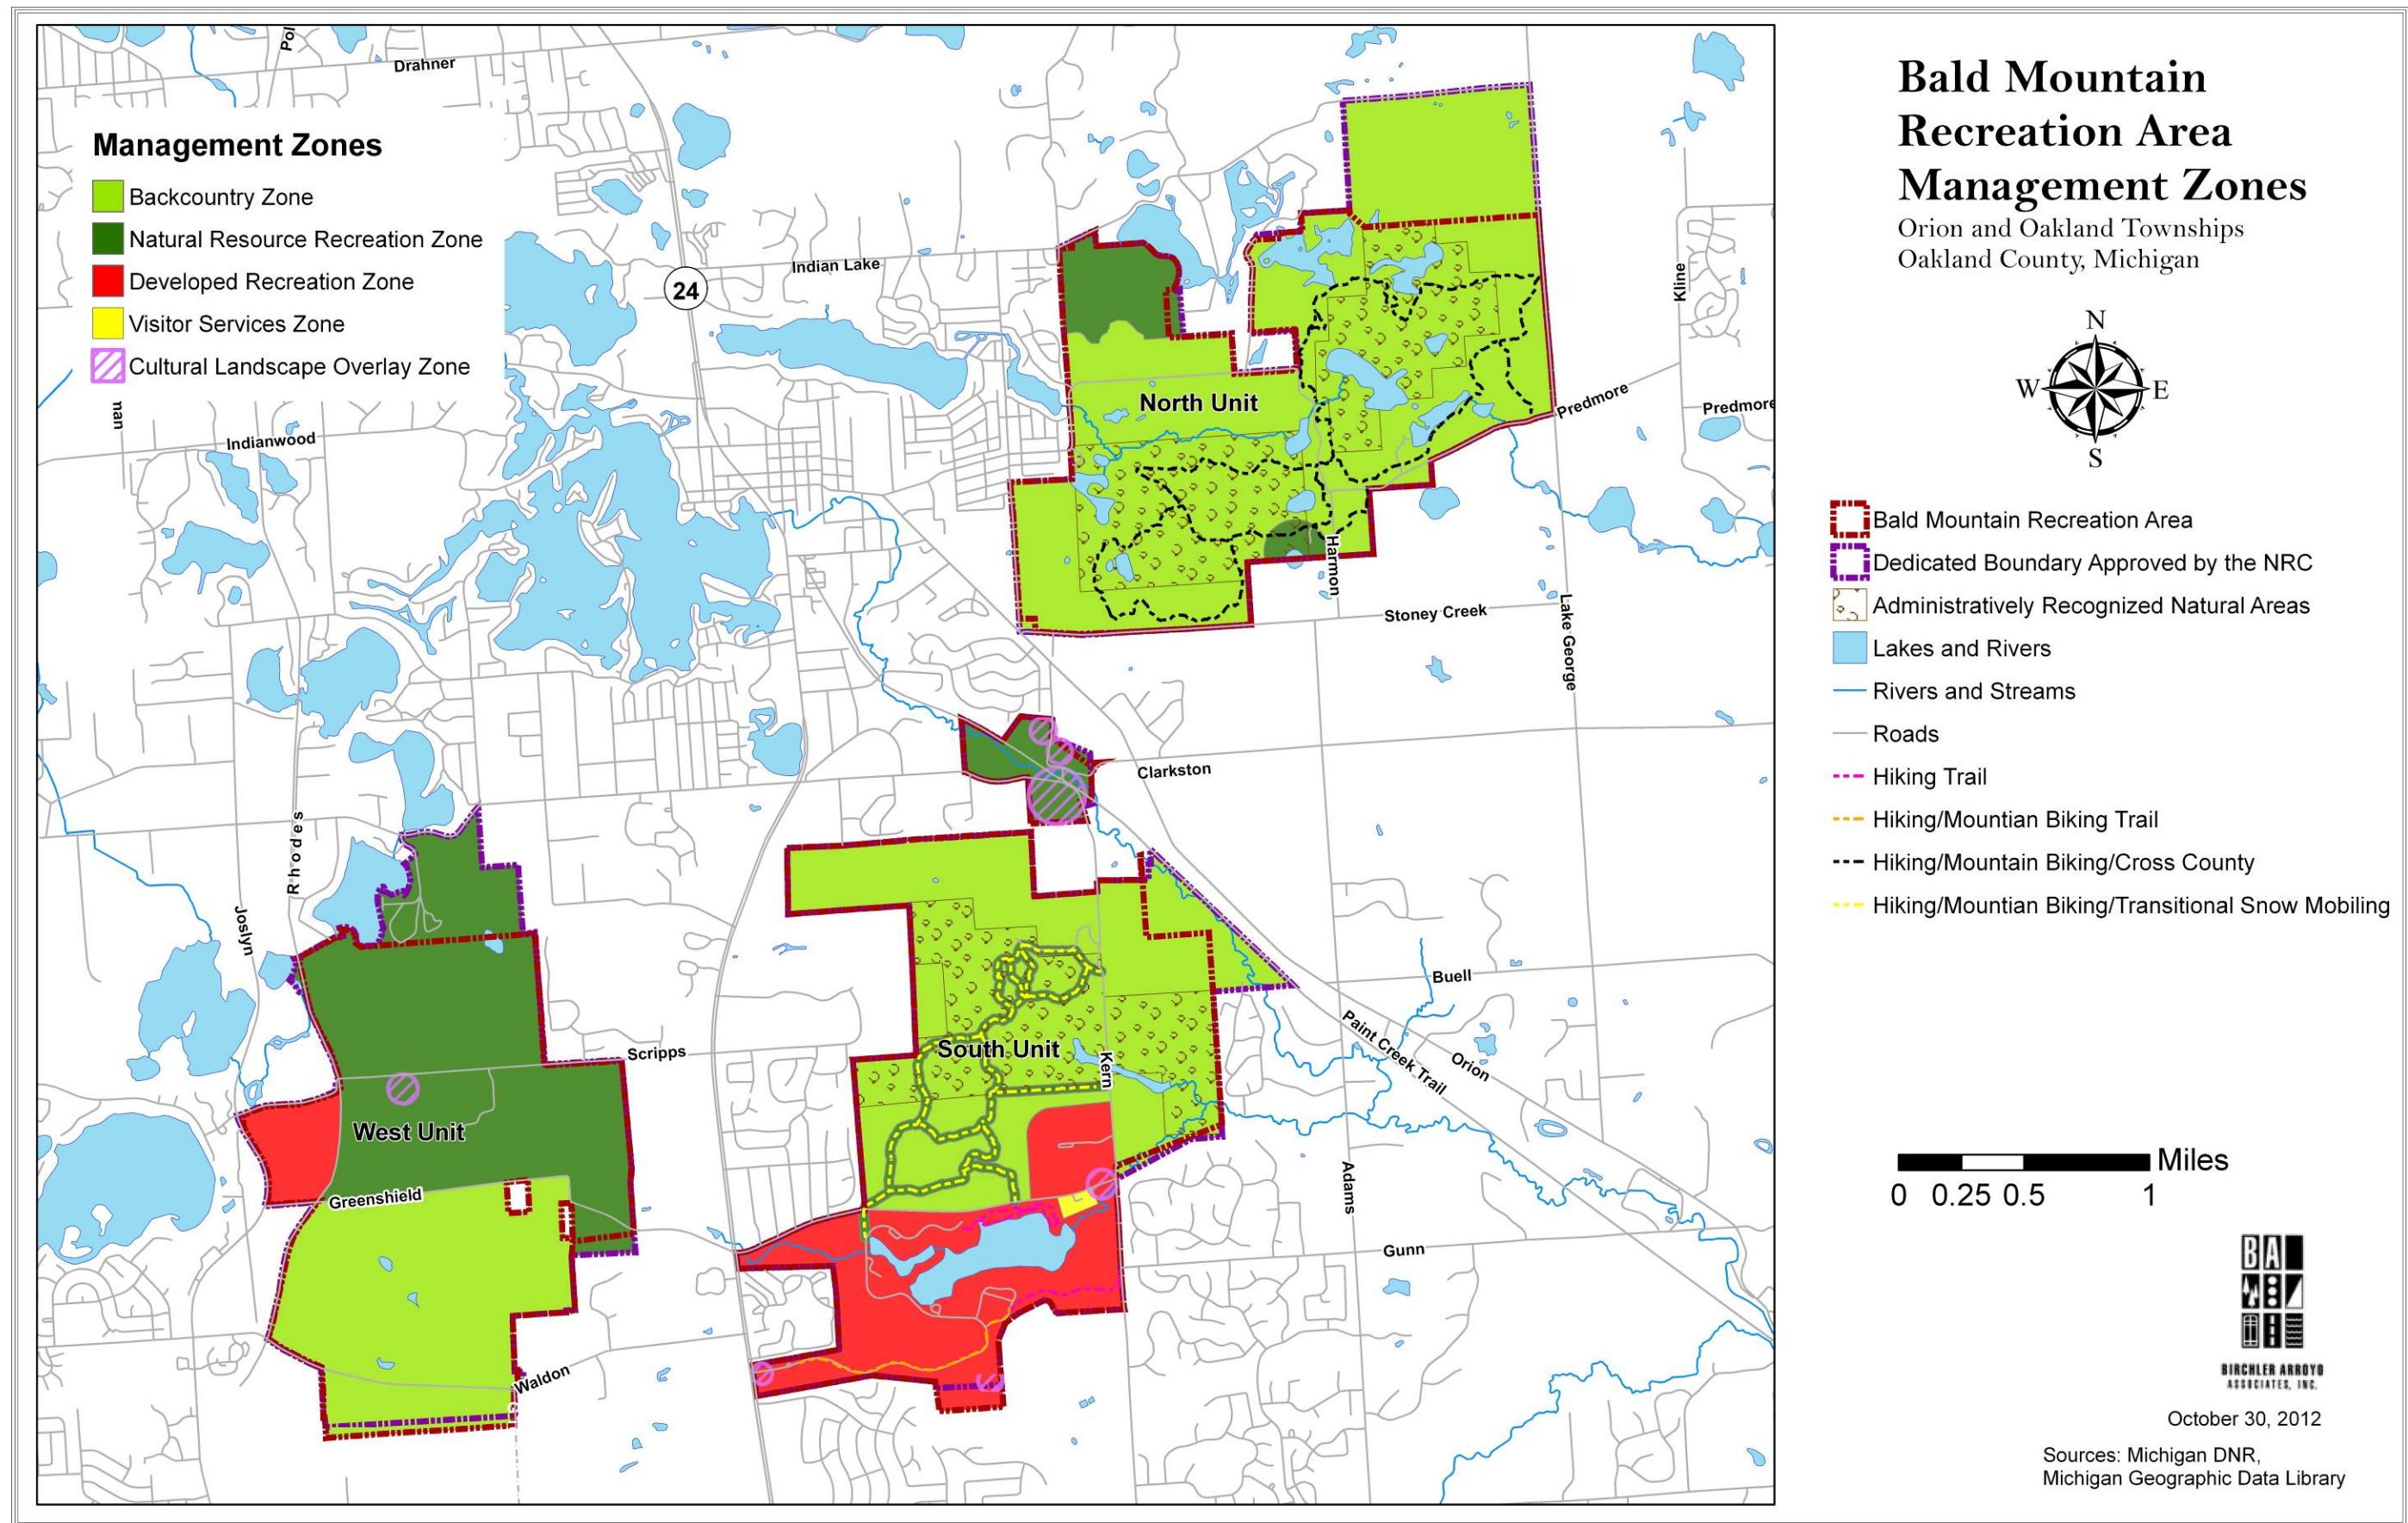 Bald Mountain
Recreation Area
Management Zones
Orion and Oakland Townships
Oakland County, Michigan
N
W
E
S
Management Zones
Backcountry Zone
Natural Resource Recreation Zone
Developed Recreation Zone
Visitor Services Zone
Cultural Landscape Overlay Zone
Pol
Drahner
24
Indian Lake
Kline
North Unit
Predmore
Predmore
nan
Indianwood
Harmon
Stoney Creek
Lake George
Clarkston
Rhodes
Joslyn
Buell
Scripps
South Unit
Kern
Paint Creek Trail
Orion
West Unit
Greenshield
Adams
Gunn
Waldon
Bald Mountain Recreation Area
Dedicated Boundary Approved by the NRC
Administratively Recognized Natural Areas
Lakes and Rivers
Rivers and Streams
Roads
Hiking Trail
Hiking/Mountian Biking Trail
Hiking/Mountain Biking/Cross County
Hiking/Mountian Biking/Transitional Snow Mobiling
Miles
0 0.25 0.5 1
BA
BIRCHLER ARROYO
ASSOCIATES, INC.
October 30, 2012
Sources: Michigan DNR,
Michigan Geographic Data Library